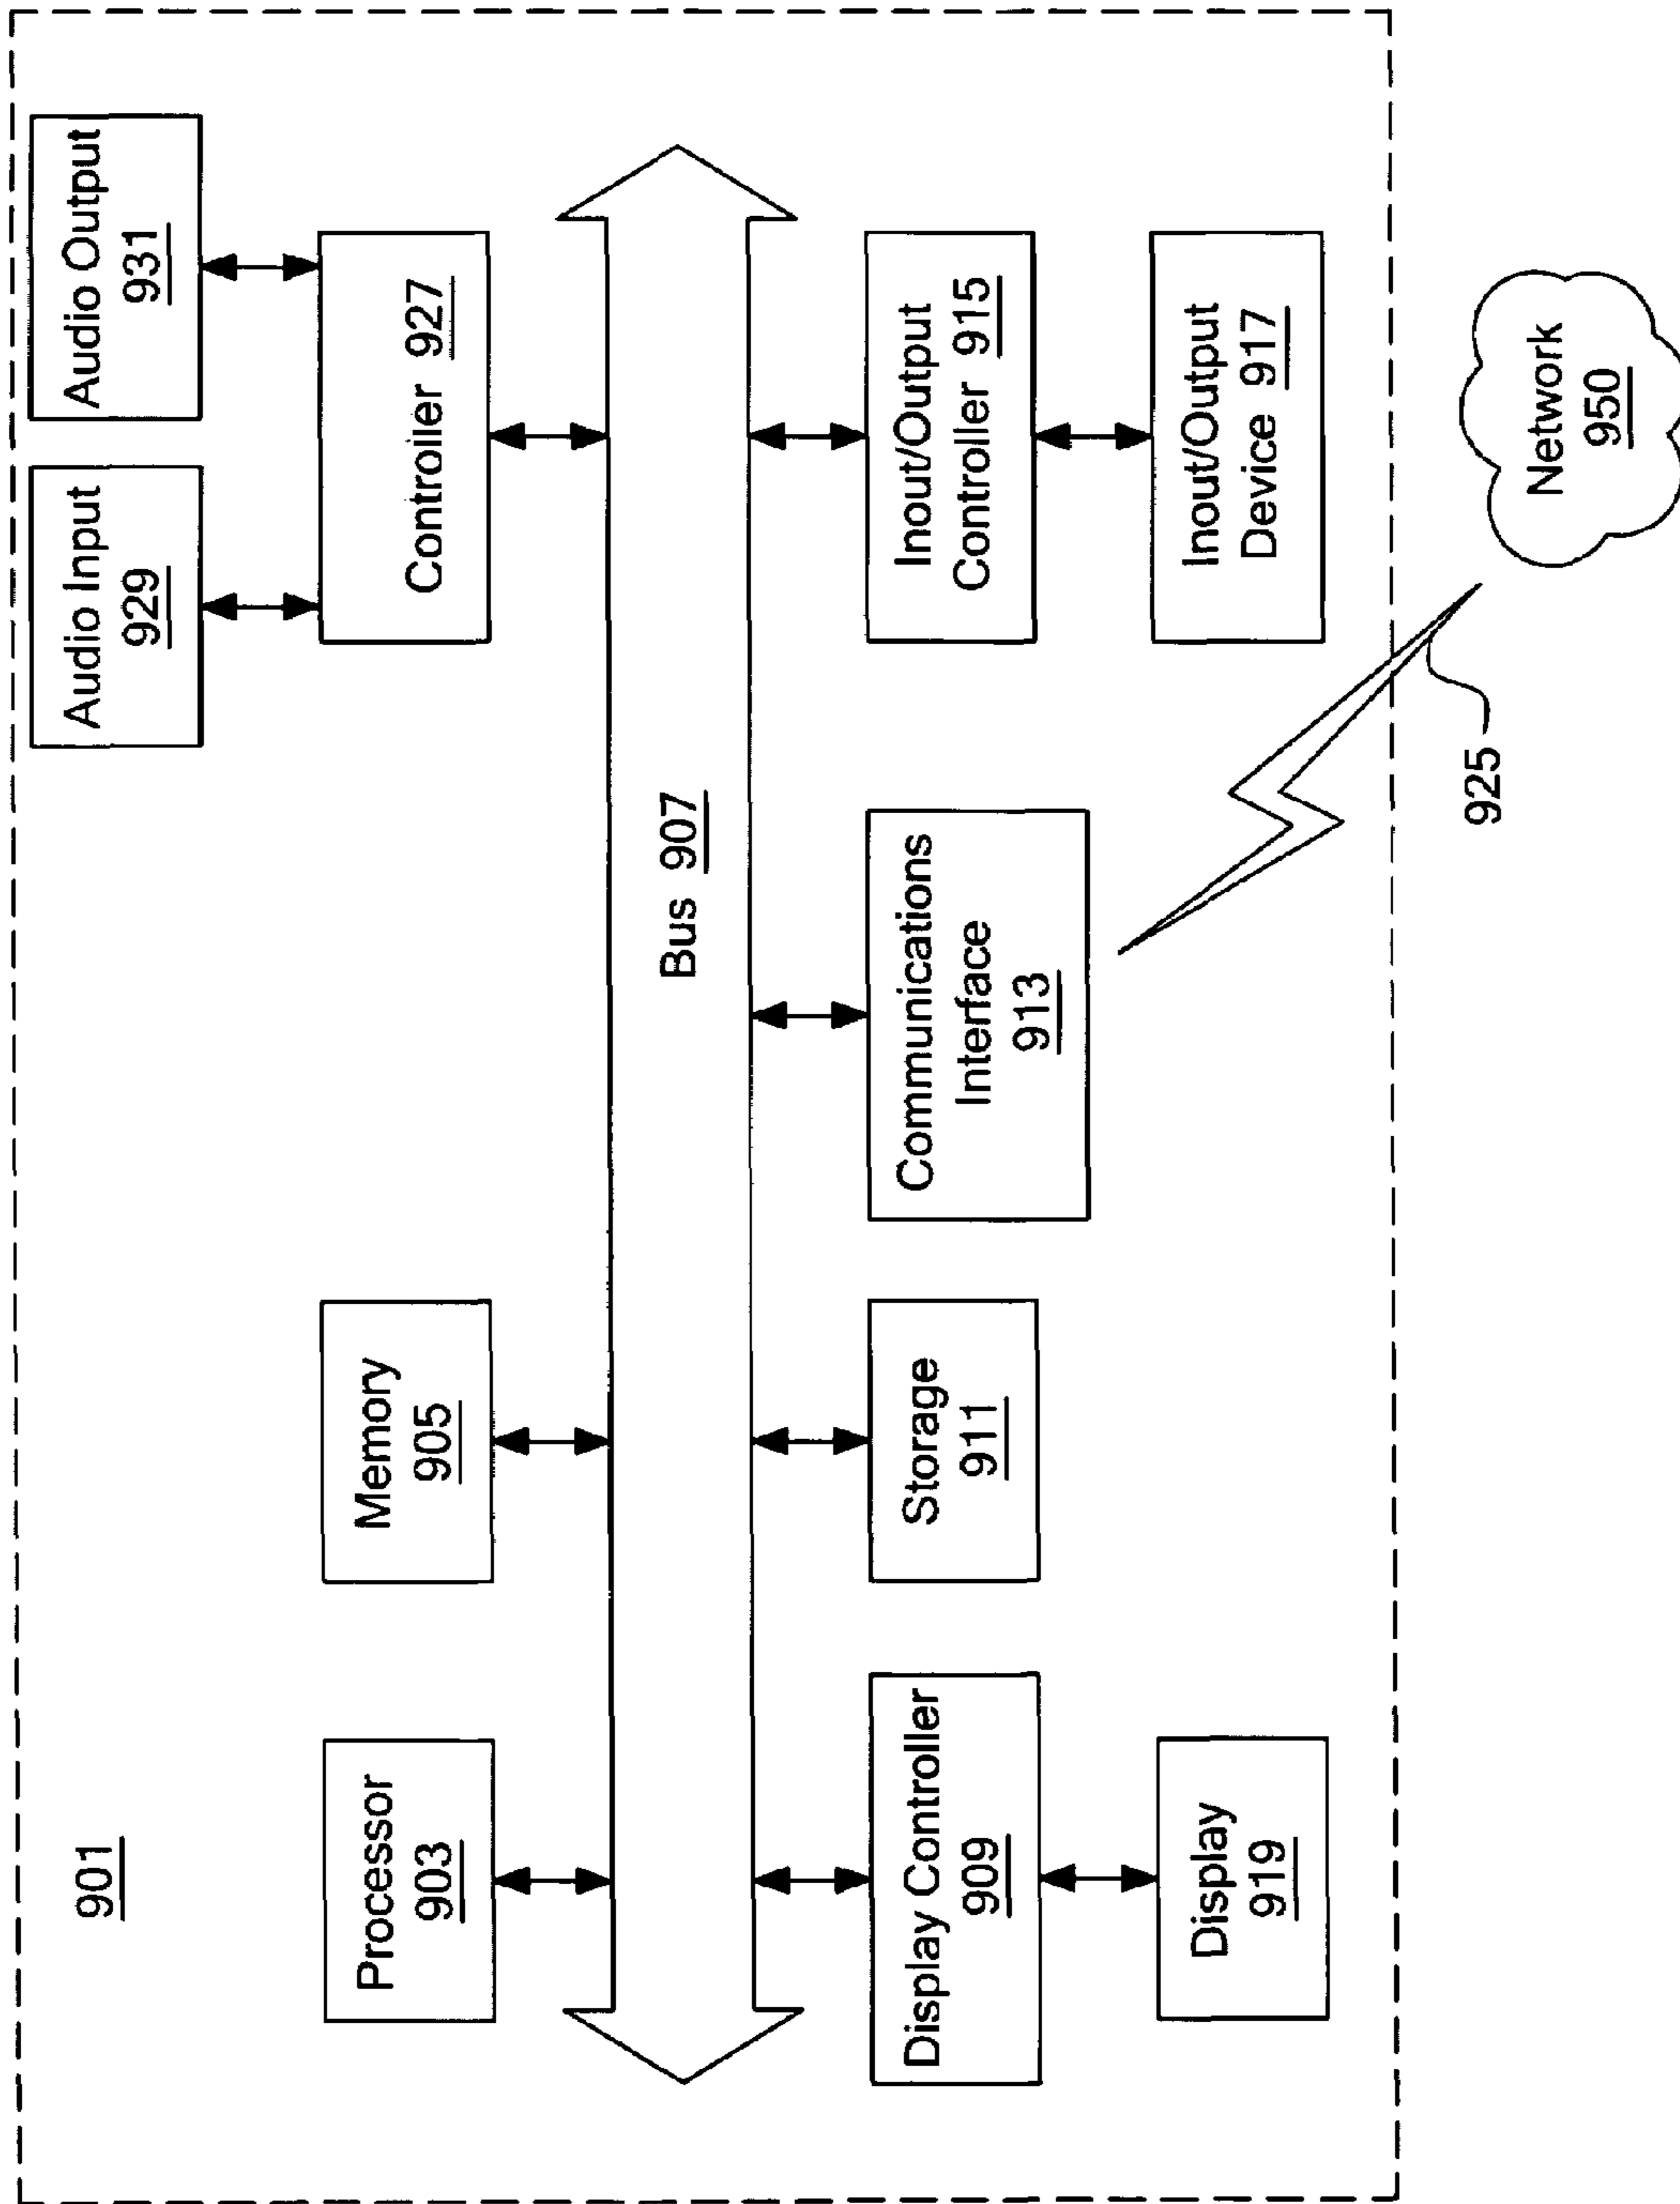 901
Processor
903
Memory
905
Audio Input
929
Audio Output
931
Controller 927
Bus 907
Display Controller
909
Storage
911
Communications
Interface
913
Inout/Output
Controller 915
Display
919
Inout/Output
Device 917
925
Network
950